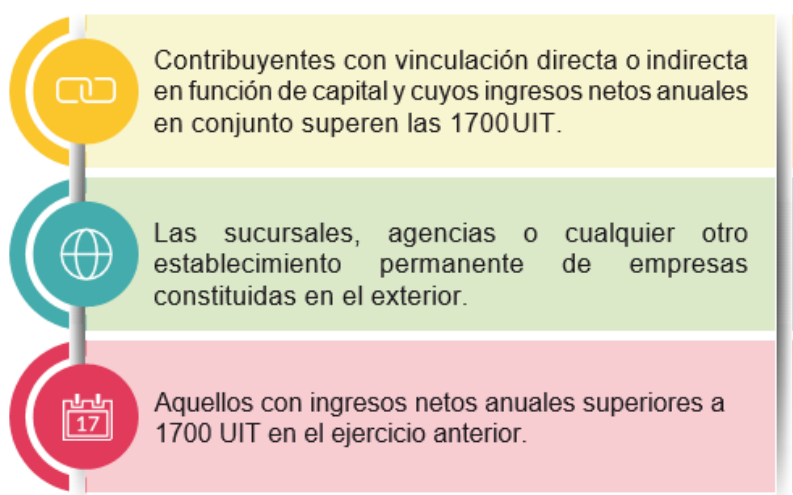 Contribuyentes con vinculación directa o indirecta
en función de capital y cuyos ingresos netos anuales
en conjunto superen las 1700 UIT.
Las sucursales, agencias o cualquier otro
establecimiento permanente de empresas
constituidas en el exterior.
17
Aquellos con ingresos netos anuales superiores a
1700 UIT en el ejercicio anterior.